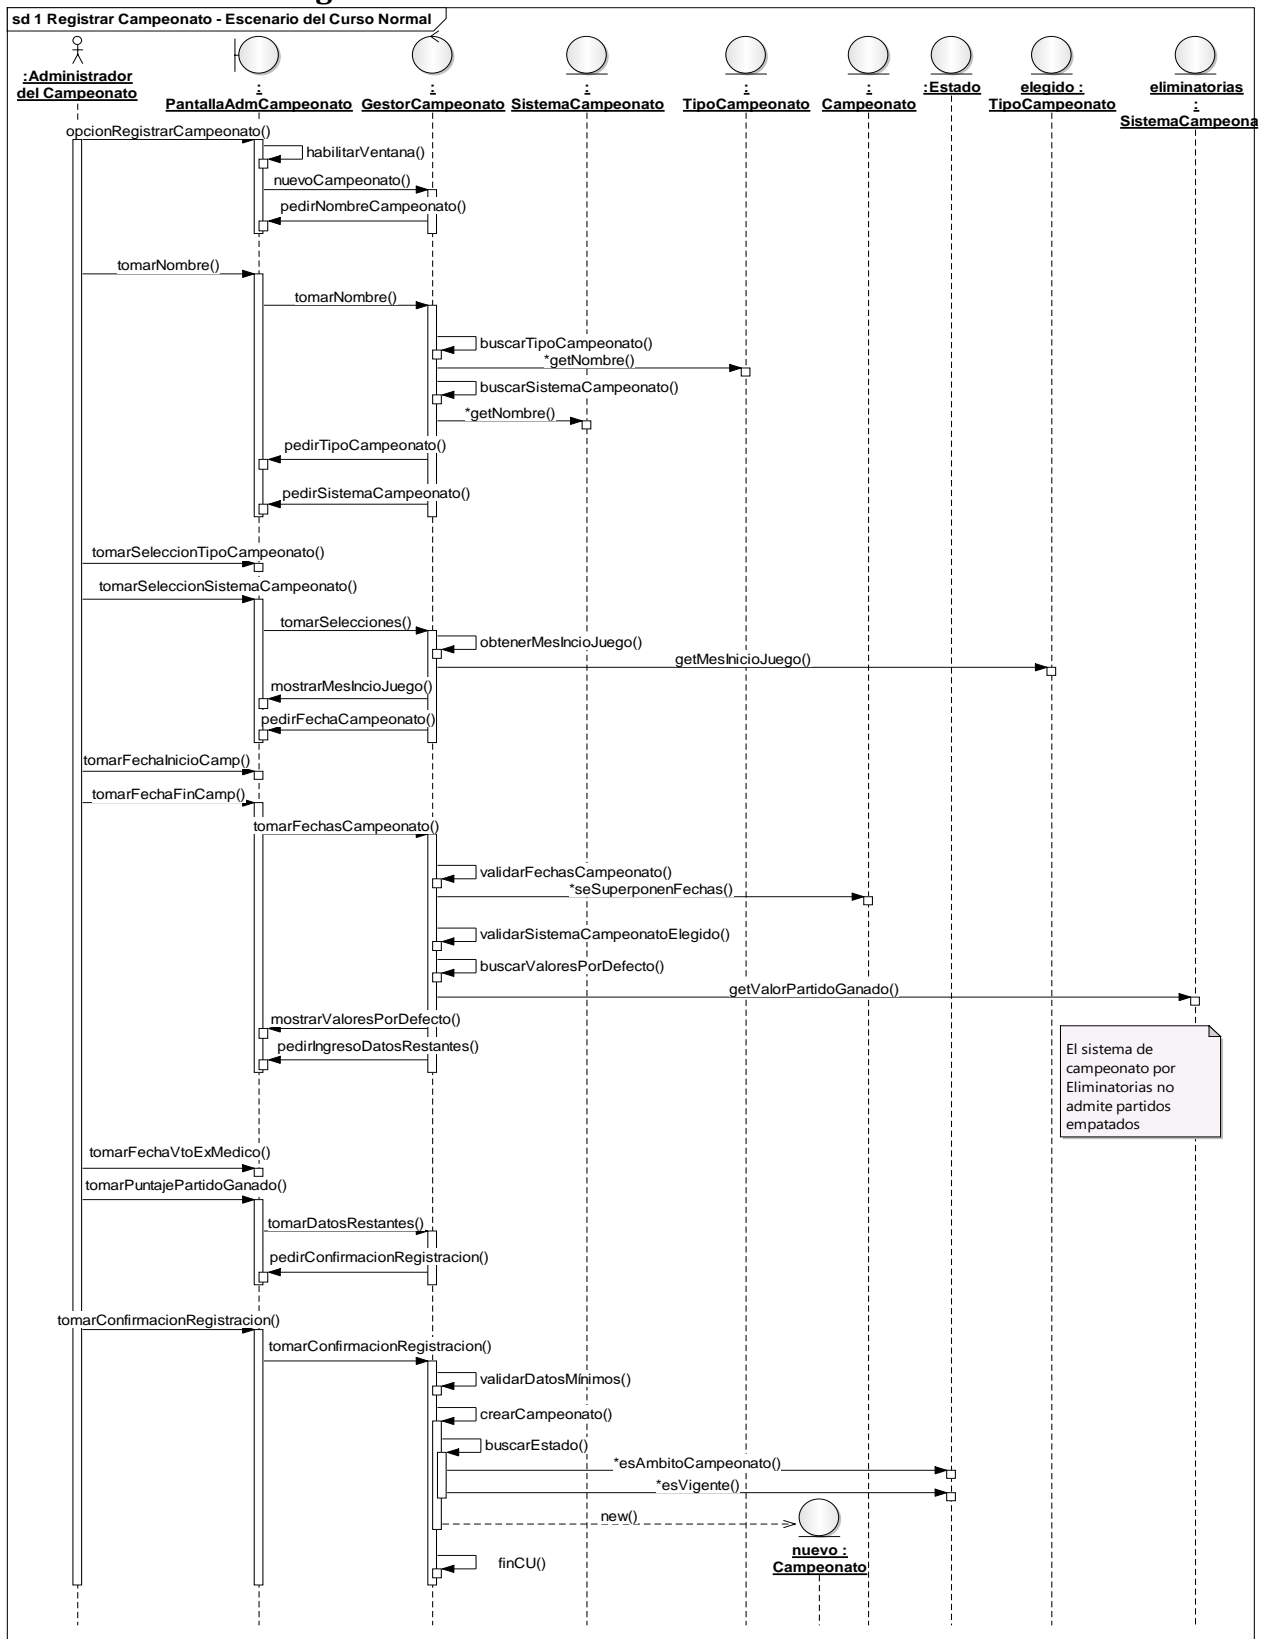 sd 1 Registrar Campeonato - Escenario del Curso Normal
:Administrador
del Campeonato
:
PantallaAdmCampeonato
:
GestorCampeonato
:
SistemaCampeonato
:
TipoCampeonato
:
Campeonato
:Estado
elegido :
TipoCampeonato
eliminatorias
:
SistemaCampeona
opcionRegistrarCampeonato()
habilitarVentana()
nuevoCampeonato()
pedirNombreCampeonato()
tomarNombre()
tomarNombre()
buscarTipoCampeonato()
*getNombre()
buscarSistemaCampeonato()
*getNombre()
pedirTipoCampeonato()
pedirSistemaCampeonato()
tomarSeleccionTipoCampeonato()
tomarSeleccionSistemaCampeonato()
tomarSelecciones()
obtenerMesIncioJuego()
getMesInicioJuego()
mostrarMesIncioJuego()
pedirFechaCampeonato()
tomarFechaInicioCamp()
tomarFechaFinCamp()
tomarFechasCampeonato()
validarFechasCampeonato()
*seSuperponenFechas()
validarSistemaCampeonatoElegido()
buscarValoresPorDefecto()
getValorPartidoGanado()
mostrarValoresPorDefecto()
pedirIngresoDatosRestantes()
El sistema de
campeonato por
Eliminatorias no
admite partidos
empatados
tomarFechaVtoExMedico()
tomarPuntajePartidoGanado()
tomarDatosRestantes()
pedirConfirmacionRegistracion()
tomarConfirmacionRegistracion()
tomarConfirmacionRegistracion()
validarDatosMínimos()
crearCampeonato()
buscarEstado()
*esAmbitoCampeonato()
*esVigente()
new()
nuevo :
Campeonato
finCU()